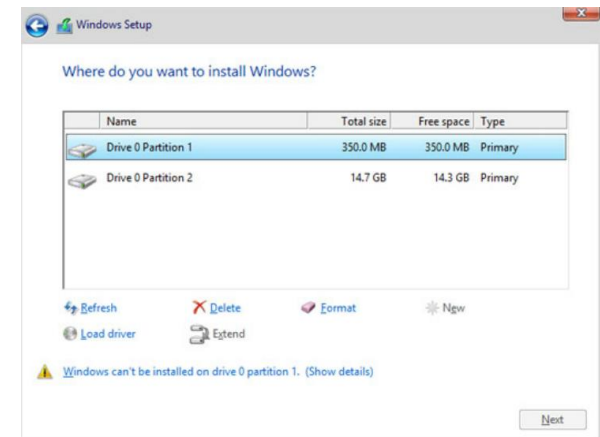 Windows Setup
Where do you want to install Windows?
Name Total size Free space Type
Drive 0 Partition 1 350.0 MB 350.0 MB Primary
Drive 0 Partition 2 14.7 GB 14.3 GB Primary
Refresh Delete Format New
Load driver Extend
Windows can't be installed on drive 0 partition 1. (Show details)
Next